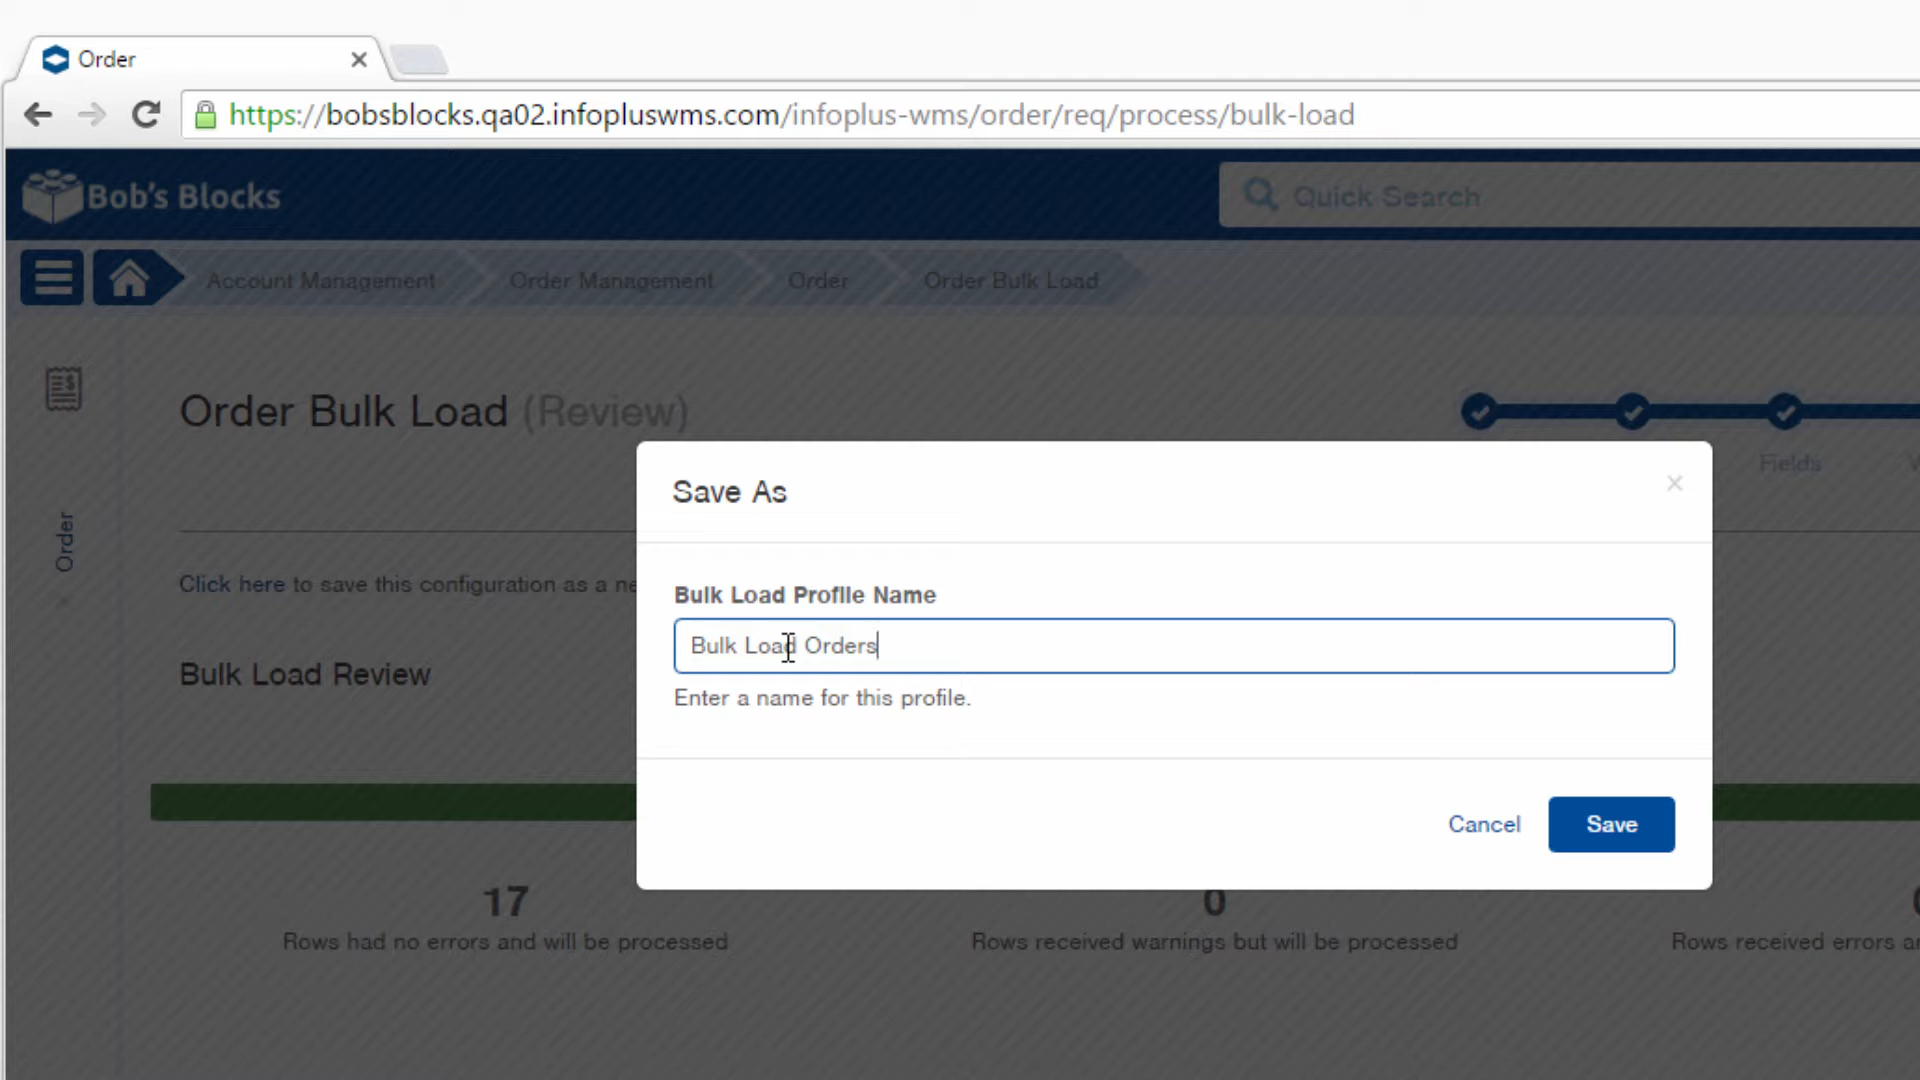 Order
https://bobsblocks.qa02.infopluswms.com/infoplus-wms/order/req/process/bulk-load
Bob's Blocks
Quick Search
Account Management
Order Management
Order
Order Bulk Load
Order Bulk Load (Review)
Fields
Order
Save As
Click here to save this configuration as a
Bulk Load Profile Name
Bulk Load Orders
Enter a name for this profile.
Bulk Load Review
Cancel
Save
17
0
Rows had no errors and will be processed
Rows received warnings but will be processed
Rows received errors